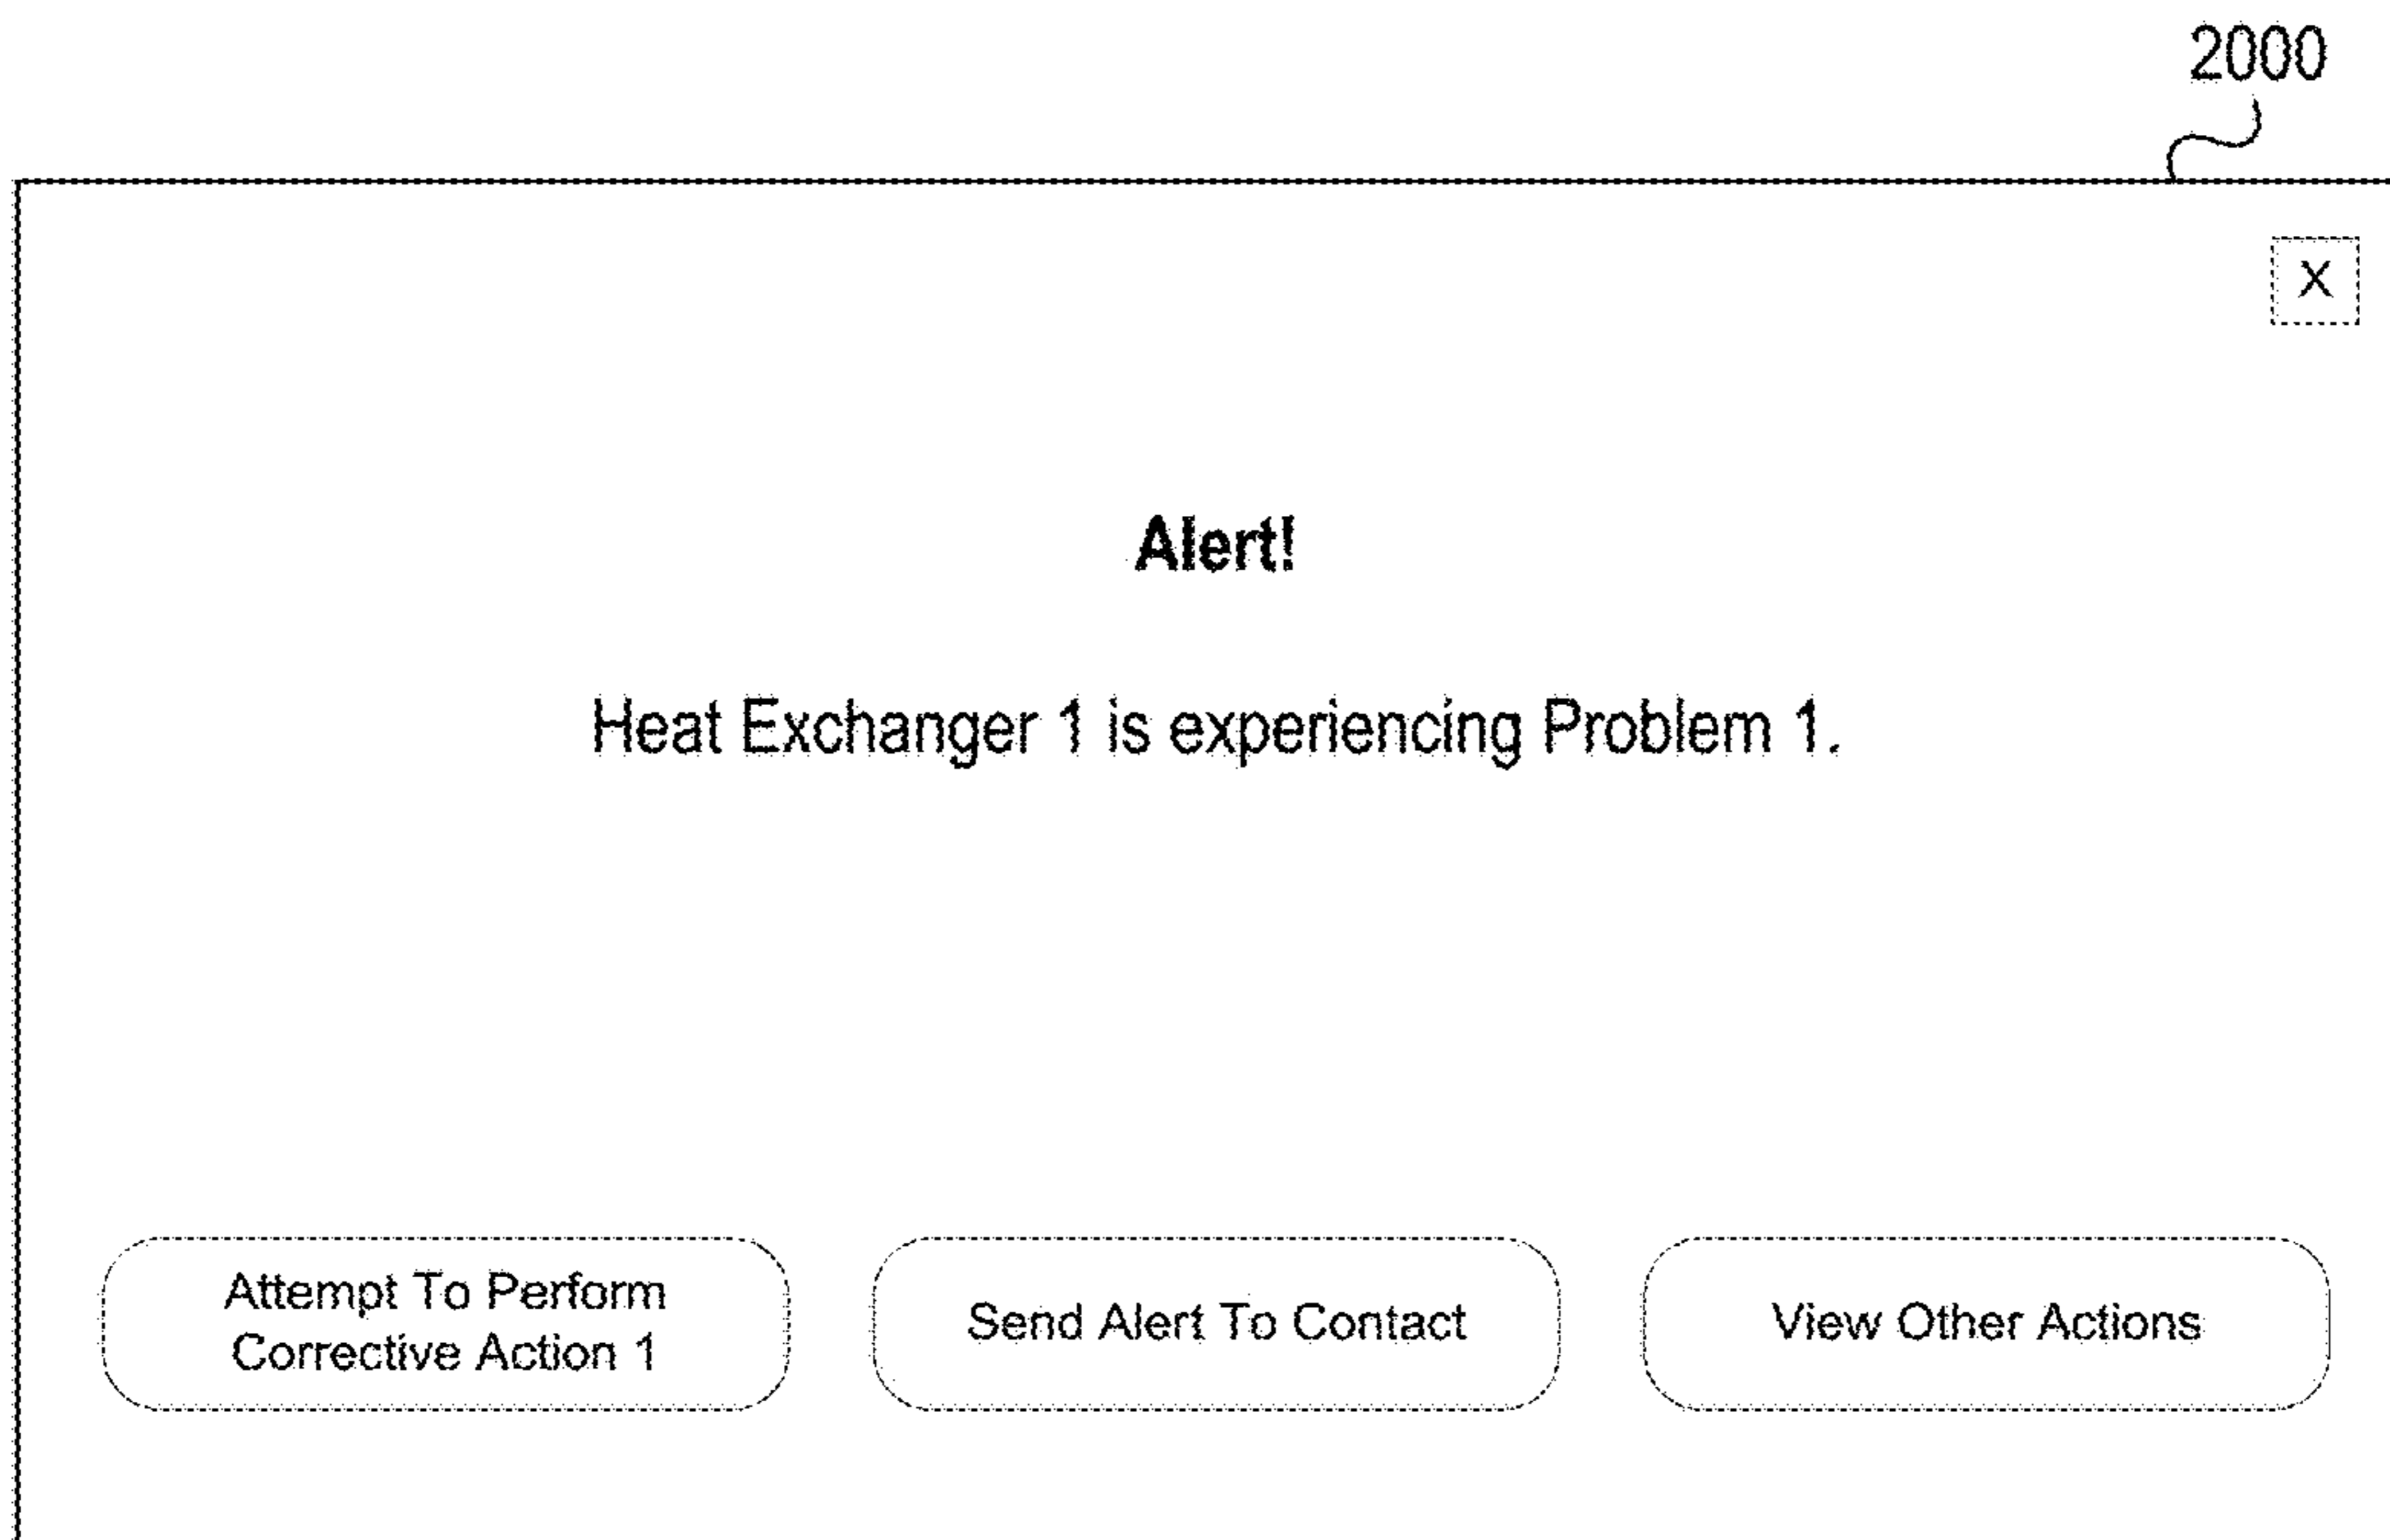 2000
X
Alert!
Heat Exchanger 1 is experiencing Problem 1.
Attempt To Perform
Corrective Action 1
Send Alert To Contact
View Other Actions